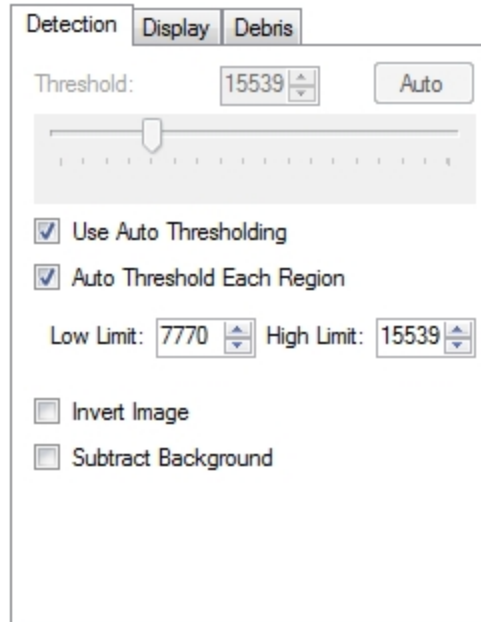 Detection Display Debris
Threshold: 15539 Auto
Use Auto Thresholding
Auto Threshold Each Region
Low Limit: 7770 High Limit: 15539
Invert Image
Subtract Background